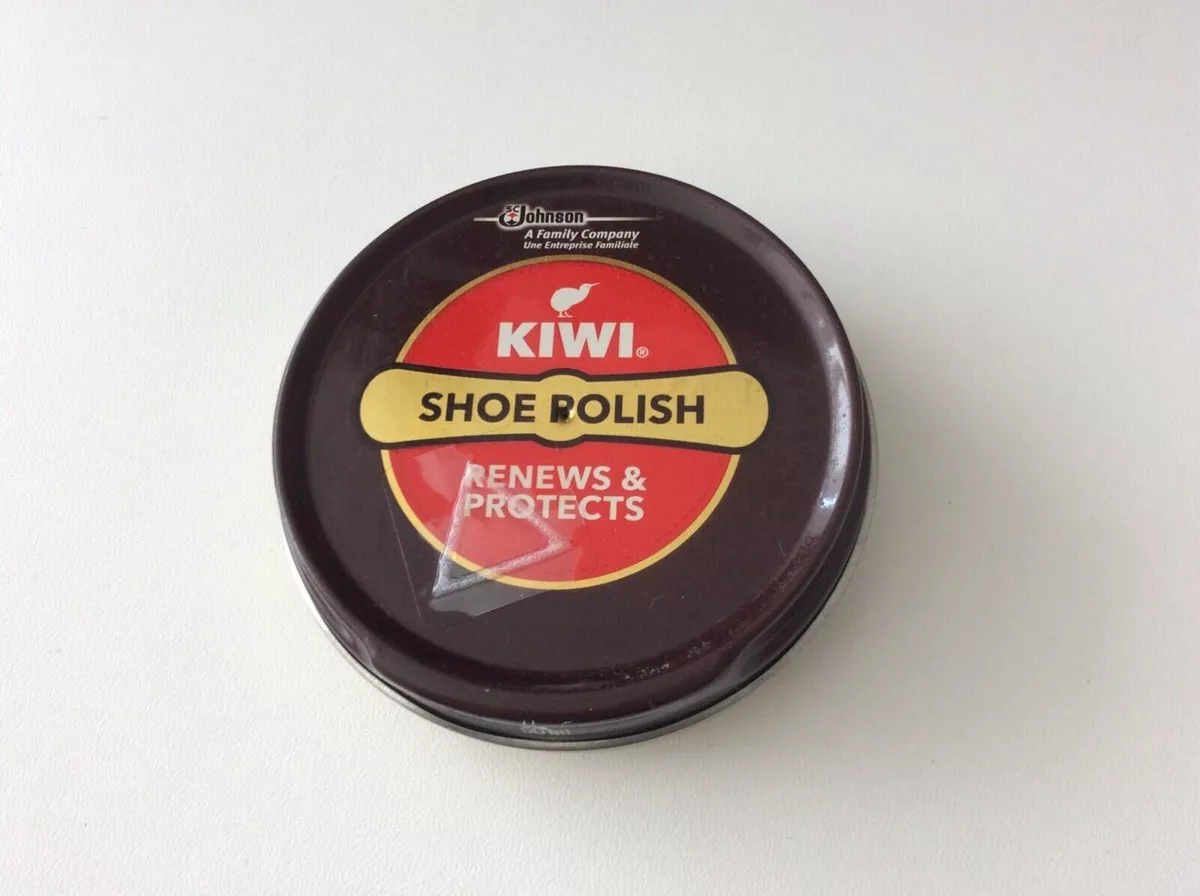 SC Johnson
A Family Company
Une Entreprise Familiale
KIWI®
SHOE POLISH
RENEWS &
PROTECTS